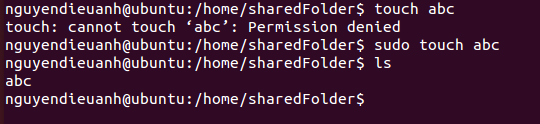 nguyendieuanh@ubuntu:/home/sharedFolder$ touch abc
touch: cannot touch ‘abc’: Permission denied
nguyendieuanh@ubuntu:/home/sharedFolder$ sudo touch abc
nguyendieuanh@ubuntu:/home/sharedFolder$ ls
abc
nguyendieuanh@ubuntu:/home/sharedFolder$